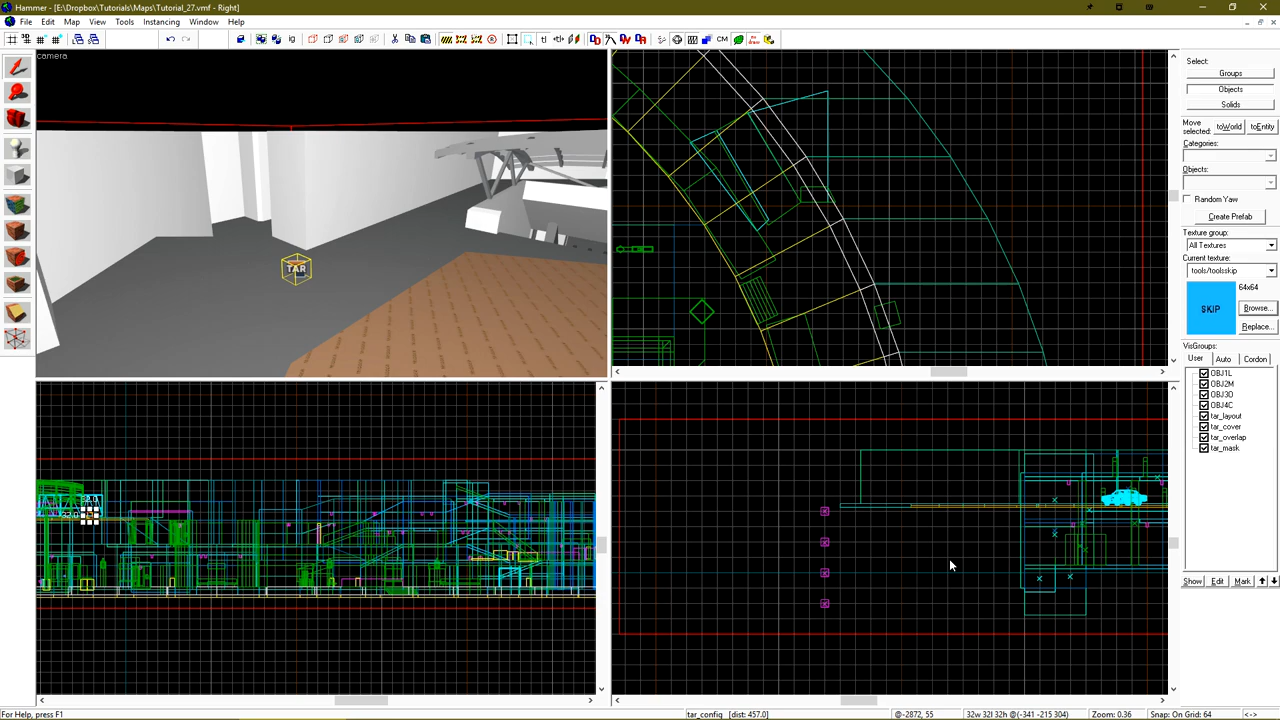 Hammer - [E:\Dropbox\Tutorials\Maps\Tutorial_27.vmf - Right]
File Edit Map View Tools Instancing Window Help
ig
tl
CM
camera
TAR
Select:
Groups
Objects
Solids
Move selected:
toWorld
toEntity
Categories:
Objects:
Random Yaw
Create Prefab
Texture group:
All Textures
Current texture:
tools/toolsskip
SKIP
64x64
Browse...
Replace...
VisGroups:
User Auto Cordon
OBJ1L
OBJ2M
OBJ3D
OBJ4C
tar_layout
tar_cover
tar_overlap
tar_mask
Show Edit Mark
For Help, press F1
tar_config [dist: 457.0]
@-2872, 55
32w 32l 32h @(-341 -215 304)
Zoom: 0.36
Snap: On Grid: 64
<->